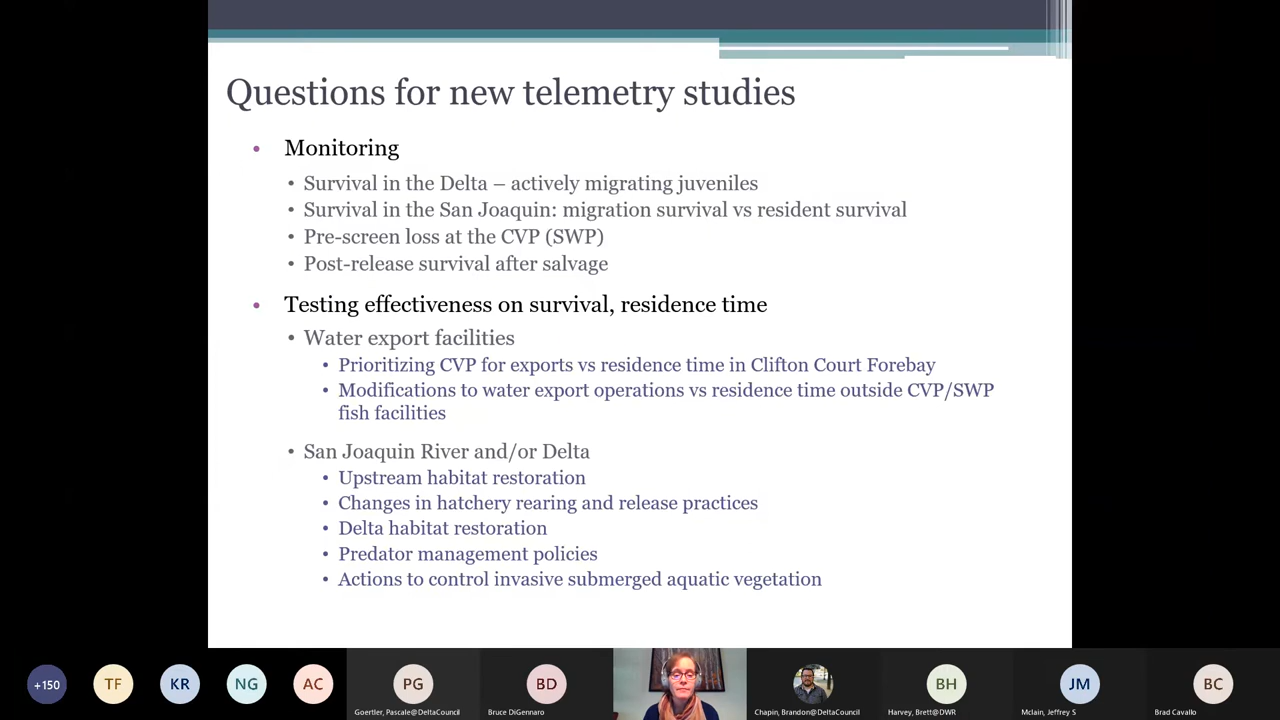 Questions for new telemetry studies
• Monitoring
• Survival in the Delta – actively migrating juveniles
• Survival in the San Joaquin: migration survival vs resident survival
• Pre-screen loss at the CVP (SWP)
• Post-release survival after salvage
• Testing effectiveness on survival, residence time
• Water export facilities
• Prioritizing CVP for exports vs residence time in Clifton Court Forebay
• Modifications to water export operations vs residence time outside CVP/SWP
fish facilities
• San Joaquin River and/or Delta
• Upstream habitat restoration
• Changes in hatchery rearing and release practices
• Delta habitat restoration
• Predator management policies
• Actions to control invasive submerged aquatic vegetation
+150
TF
KR
NG
AC
PG
Goertler, Pascale@DeltaCouncil
BD
Bruce DiGennaro
Chapin, Brandon@DeltaCouncil
BH
Harvey, Brett@DWR
JM
Mclain, Jeffrey S
BC
Brad Cavallo